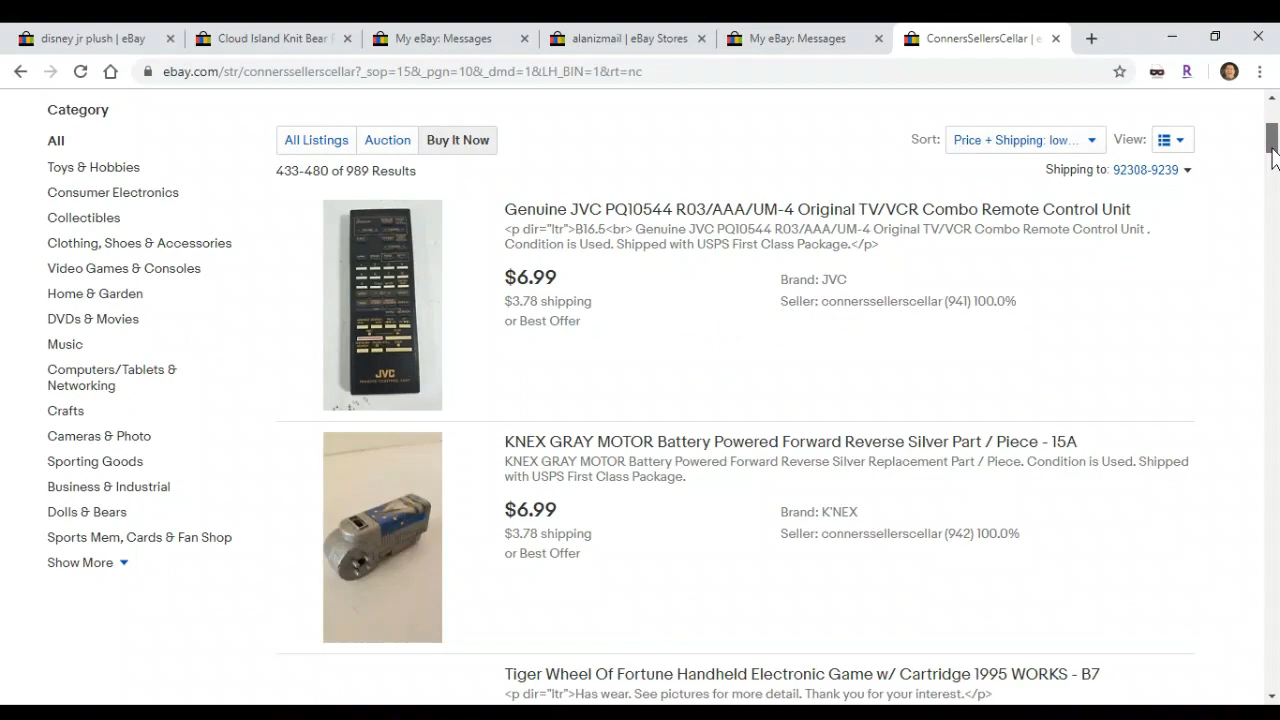 disney jr plush | eBay
Cloud Island Knit Bear F
My eBay: Messages
alanizmail | eBay Stores
My eBay: Messages
ConnersSellersCellar | e
ebay.com/str/connerssellerscellar?_sop=15&_pgn=10&_dmd=1&LH_BIN=1&rt=nc
R
Category
All
Toys & Hobbies
Consumer Electronics
Collectibles
Clothing, Shoes & Accessories
Video Games & Consoles
Home & Garden
DVDs & Movies
Music
Computers/Tablets &
Networking
Crafts
Cameras & Photo
Sporting Goods
Business & Industrial
Dolls & Bears
Sports Mem, Cards & Fan Shop
Show More
All Listings
Auction
Buy It Now
Sort:
Price + Shipping: low...
View:
433-480 of 989 Results
Shipping to: 92308-9239
Genuine JVC PQ10544 R03/AAA/UM-4 Original TV/VCR Combo Remote Control Unit
<p dir="ltr">B16.5<br> Genuine JVC PQ10544 R03/AAA/UM-4 Original TV/VCR Combo Remote Control Unit .
Condition is Used. Shipped with USPS First Class Package.</p>
$6.99
$3.78 shipping
or Best Offer
Brand: JVC
Seller: connerssellerscellar (941) 100.0%
JVC
KNEX GRAY MOTOR Battery Powered Forward Reverse Silver Part / Piece - 15A
KNEX GRAY MOTOR Battery Powered Forward Reverse Silver Replacement Part / Piece. Condition is Used. Shipped
with USPS First Class Package.
$6.99
$3.78 shipping
or Best Offer
Brand: K'NEX
Seller: connerssellerscellar (942) 100.0%
Tiger Wheel Of Fortune Handheld Electronic Game w/ Cartridge 1995 WORKS - B7
<p dir="ltr">Has wear. See pictures for more detail. Thank you for your interest.</p>